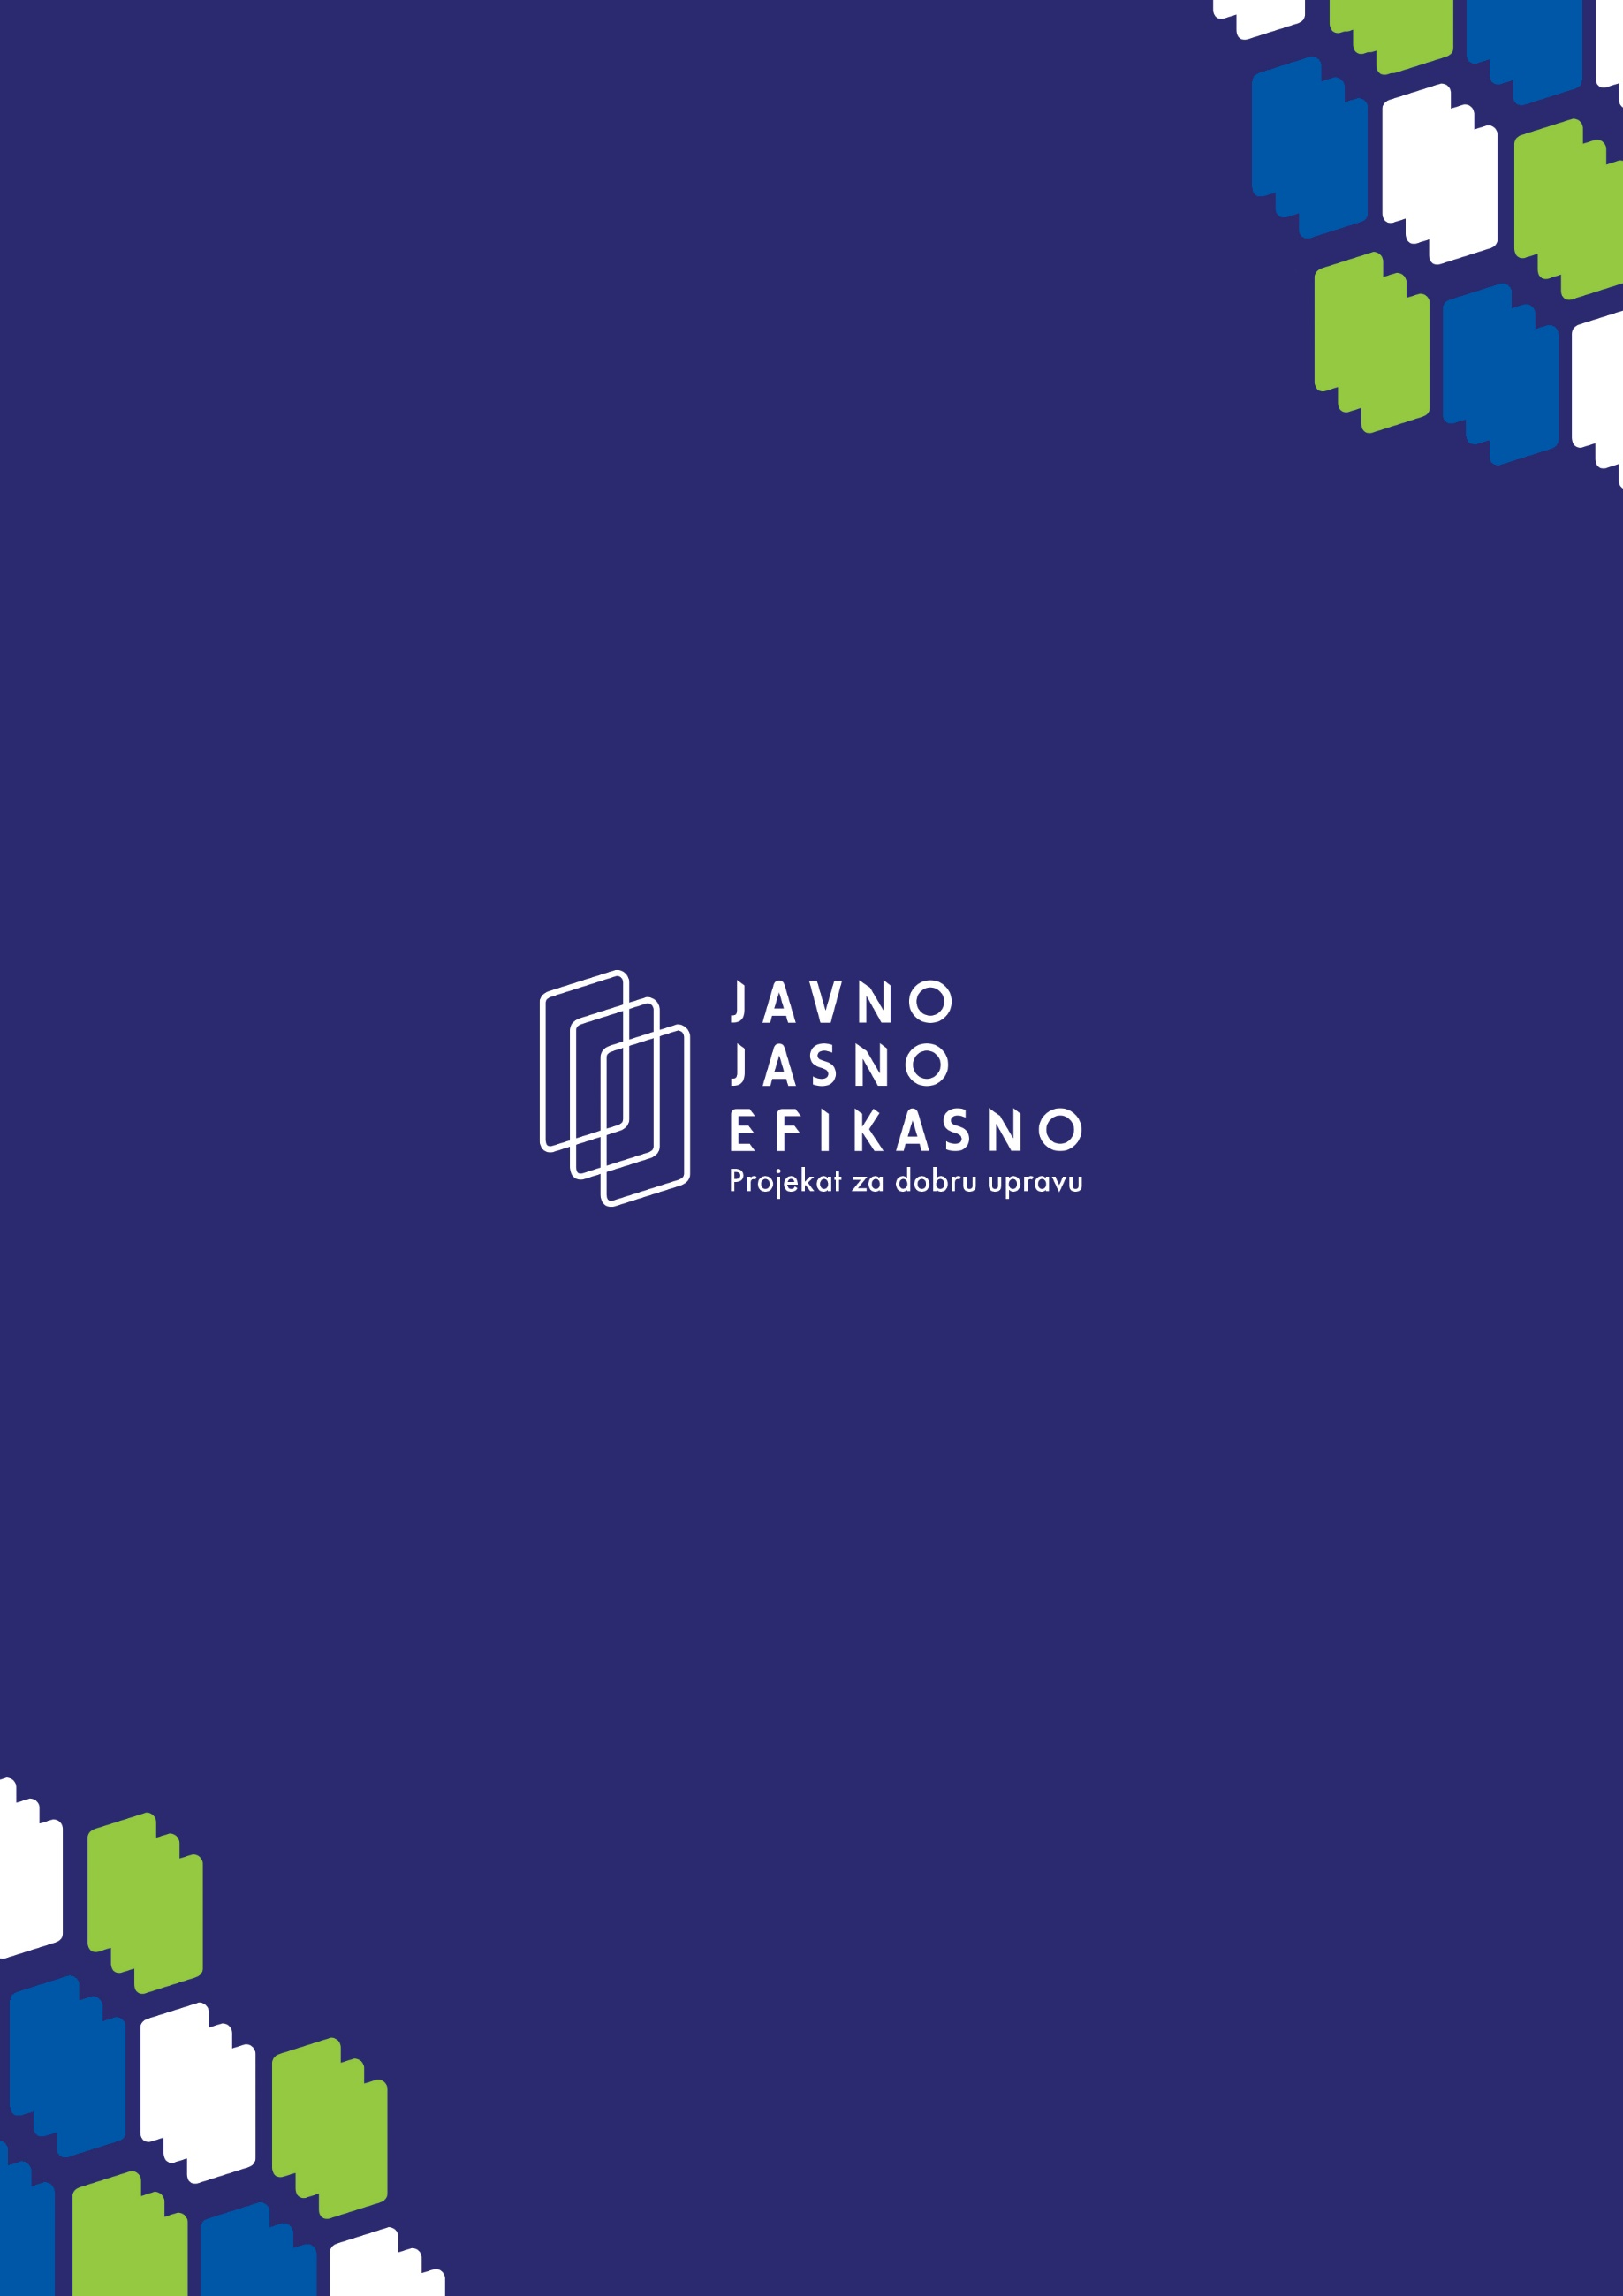 JAVNO
JASNO
EFIKASNO
Projekat za dobru upravu